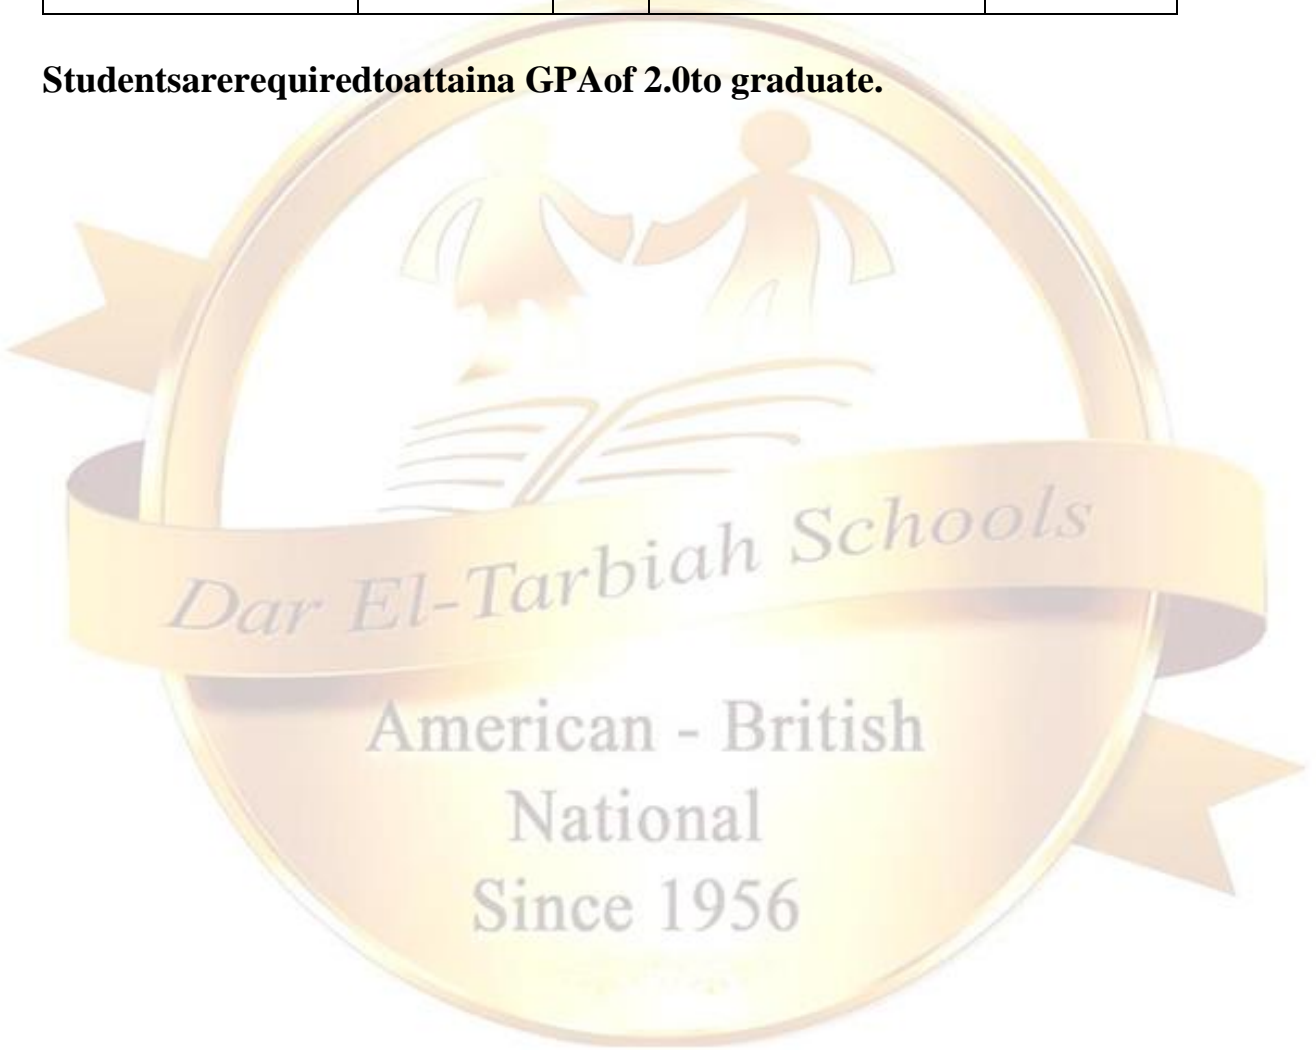 Studentsarerequiredtoattaina GPAof 2.0to graduate.
Dar El-Tarbiah Schools
American - British
National
Since 1956